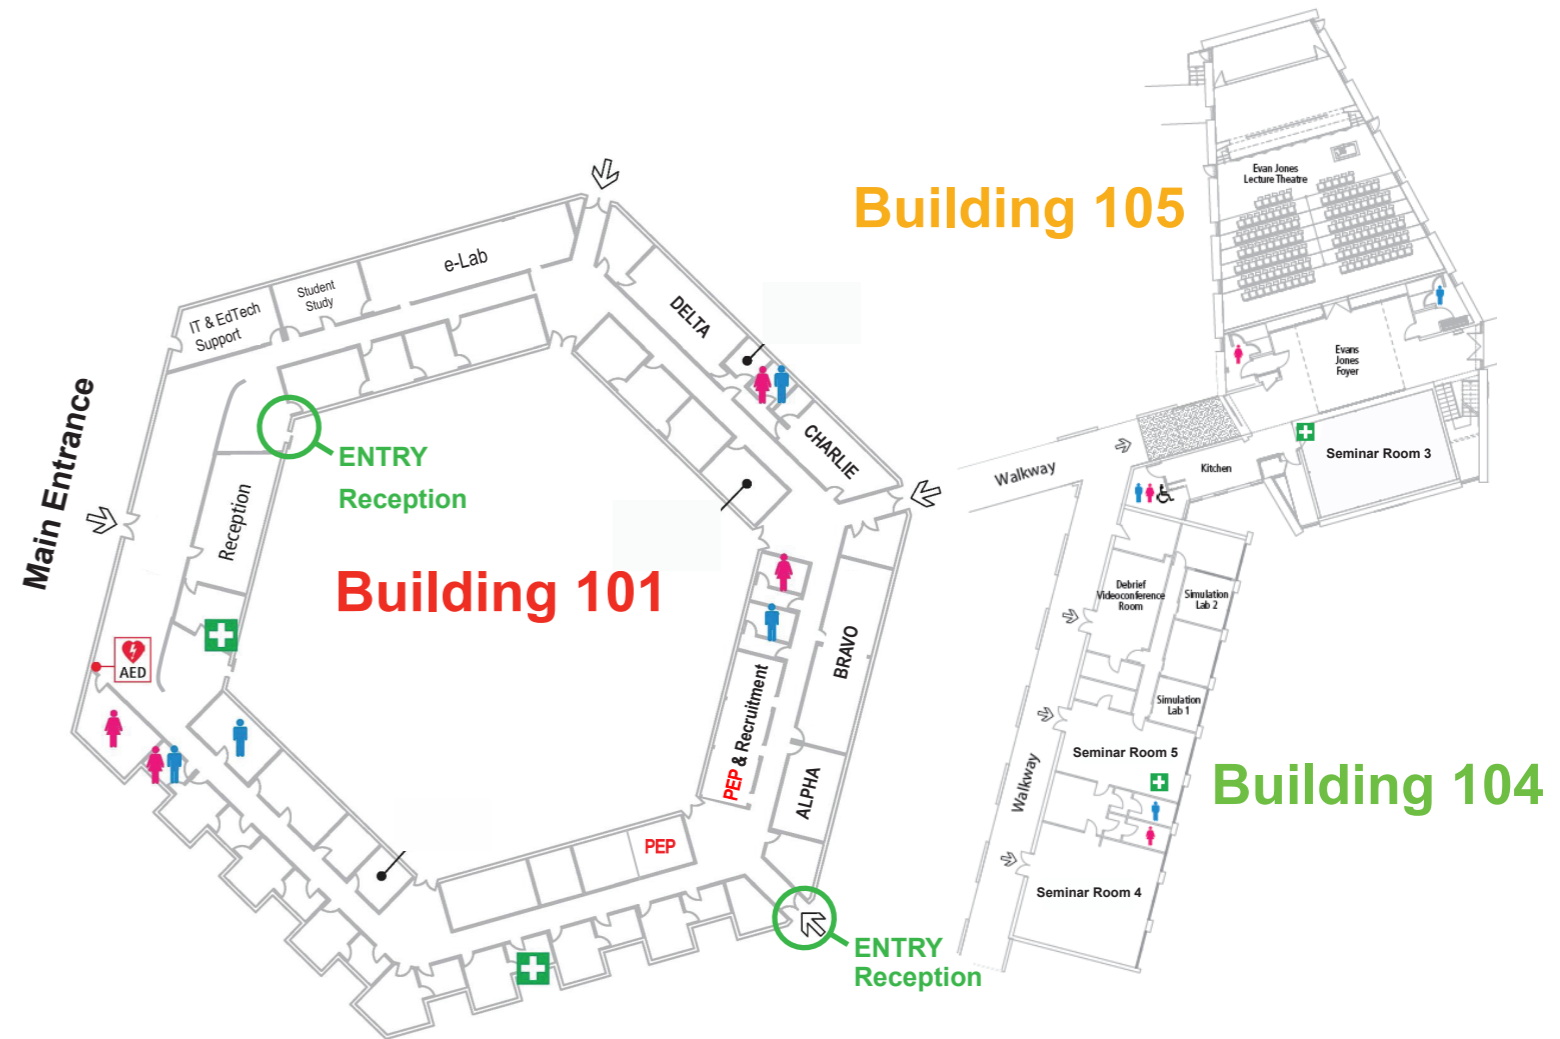 Building 105
Evan Jones
Lecture Theatre
e-Lab
Student
Study
IT & EdTech
Support
DELTA
Evans
Jones
Foyer
Main Entrance
ENTRY
Reception
CHARLIE
Walkway
Kitchen
Seminar Room 3
Reception
Building 101
Debrief
Videoconference
Room
Simulation
Lab 2
AED
BRAVO
PEP & Recruitment
Simulation
Lab 1
Seminar Room 5
Walkway
Building 104
ALPHA
PEP
Seminar Room 4
ENTRY
Reception